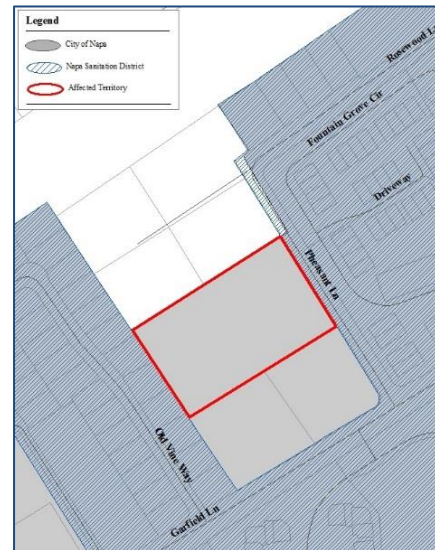 Legend
City of Napa
Napa Sanitation District
Affected Territory
Rosewood Ln
Fountain Grove Cir
Driveway
Pheasant Ln
Old Vine Way
Garfield Ln